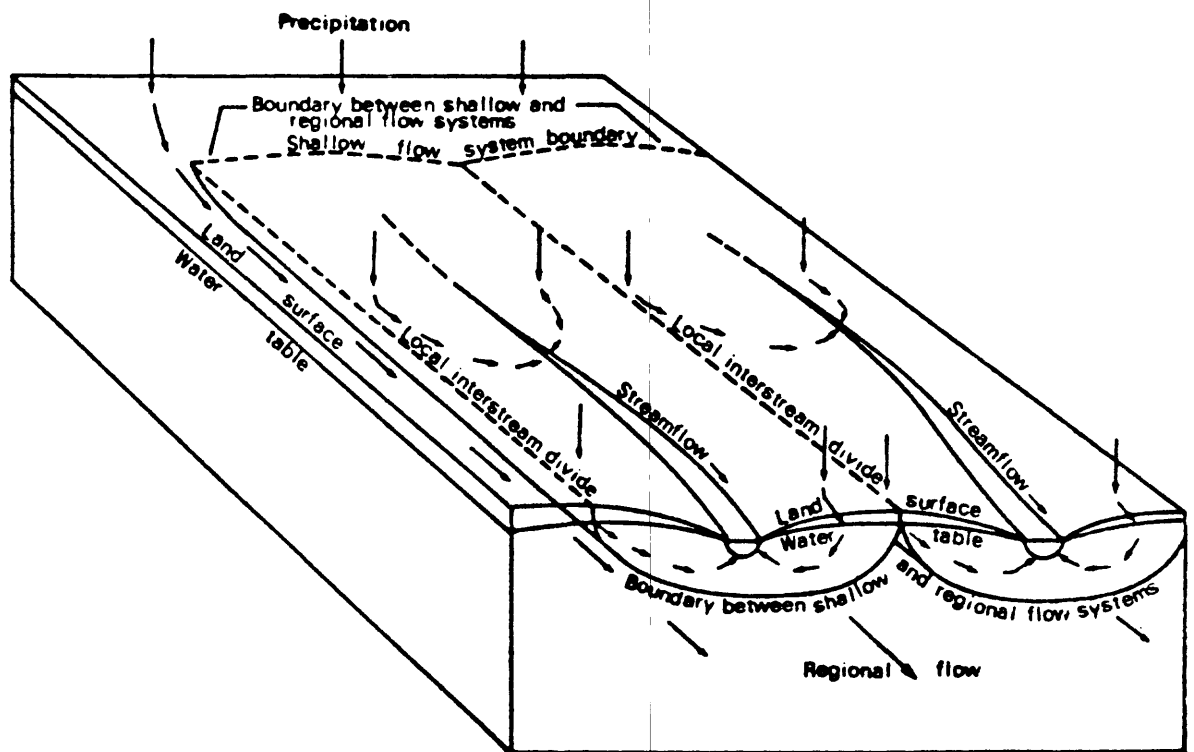 Precipitation
Boundary between shallow and
regional flow systems
Shallow flow system boundary
Land surface
Water table
Local interstream divide
Streamflow
Local interstream divide
Streamflow
Land surface
Water table
Boundary between shallow and regional flow systems
Regional flow